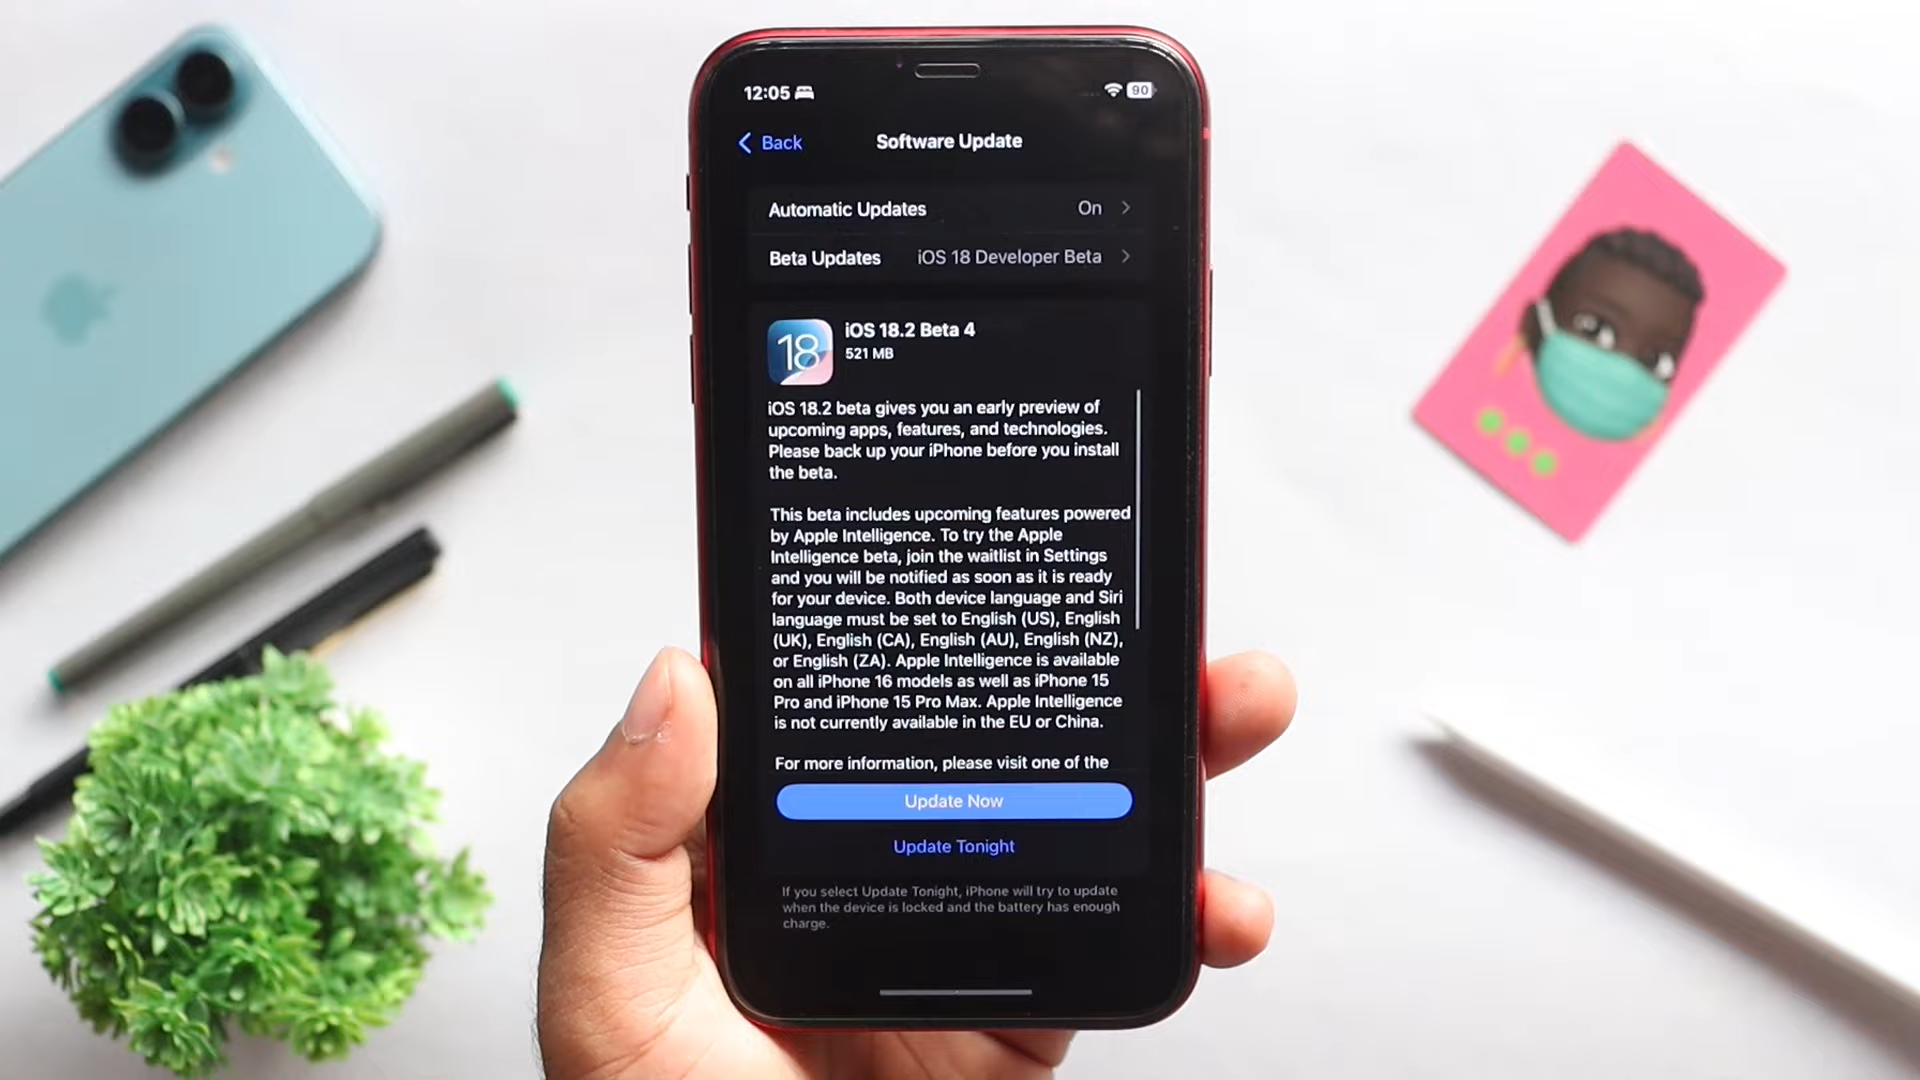 12:05
90
Back
Software Update
Automatic Updates On
Beta Updates iOS 18 Developer Beta
18
iOS 18.2 Beta 4
521 MB
iOS 18.2 beta gives you an early preview of
upcoming apps, features, and technologies.
Please back up your iPhone before you install
the beta.
This beta includes upcoming features powered
by Apple Intelligence. To try the Apple
Intelligence beta, join the waitlist in Settings
and you will be notified as soon as it is ready
for your device. Both device language and Siri
language must be set to English (US), English
(UK), English (CA), English (AU), English (NZ),
or English (ZA). Apple Intelligence is available
on all iPhone 16 models as well as iPhone 15
Pro and iPhone 15 Pro Max. Apple Intelligence
is not currently available in the EU or China.
For more information, please visit one of the
Update Now
Update Tonight
If you select Update Tonight, iPhone will try to update
when the device is locked and the battery has enough
charge.